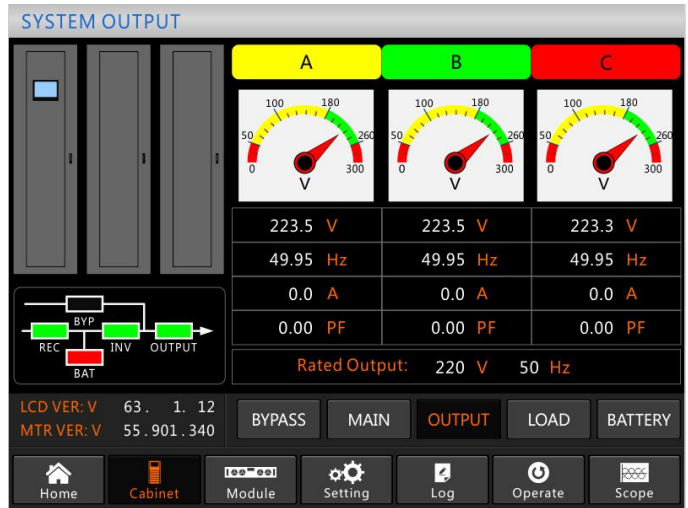 SYSTEM OUTPUT
A B C
0 50 100 180 260 300 V
0 50 100 180 260 300 V
0 50 100 180 260 300 V
223.5 V 223.5 V 223.3 V
49.95 Hz 49.95 Hz 49.95 Hz
0.0 A 0.0 A 0.0 A
0.00 PF 0.00 PF 0.00 PF
Rated Output: 220 V 50 Hz
BYP
REC INV OUTPUT
BAT
LCD VER: V 63. 1. 12
MTR VER: V 55.901.340
BYPASS MAIN OUTPUT LOAD BATTERY
Home Cabinet Module Setting Log Operate Scope